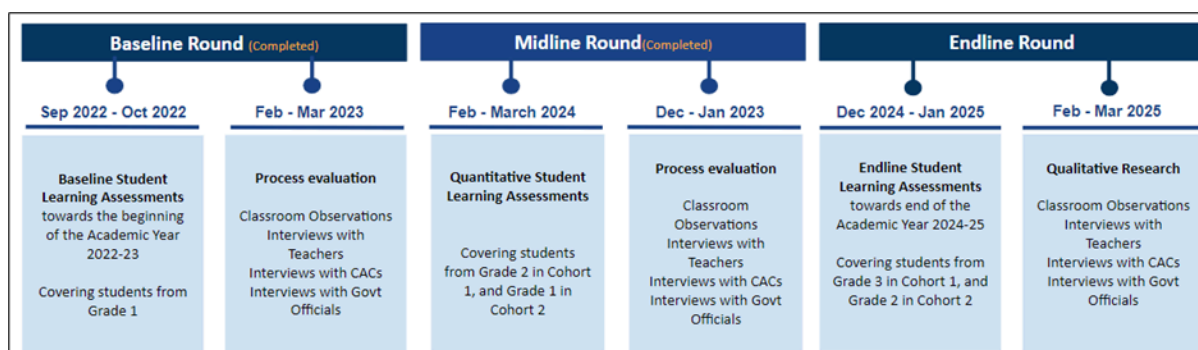 Baseline Round (Completed)
Sep 2022 - Oct 2022
Baseline Student
Learning Assessments
towards the beginning
of the Academic Year
2022-23
Covering students from
Grade 1
Feb - Mar 2023
Process evaluation
Classroom Observations
Interviews with
Teachers
Interviews with CACs
Interviews with Govt
Officials
Midline Round(Completed)
Feb - March 2024
Quantitative Student
Learning Assessments
Covering students
from Grade 2 in Cohort
1, and Grade 1 in
Cohort 2
Dec - Jan 2023
Process evaluation
Classroom
Observations
Interviews with
Teachers
Interviews with CACs
Interviews with Govt
Officials
Endline Round
Dec 2024 - Jan 2025
Endline Student
Learning Assessments
towards end of the
Academic Year 2024-25
Covering students from
Grade 3 in Cohort 1, and
Grade 2 in Cohort 2
Feb - Mar 2025
Qualitative Research
Classroom Observations
Interviews with
Teachers
Interviews with CACs
Interviews with Govt
Officials